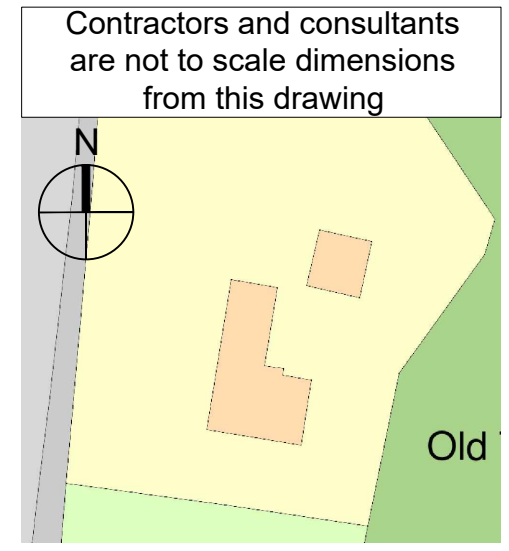 Contractors and consultants
are not to scale dimensions
from this drawing
N
Old